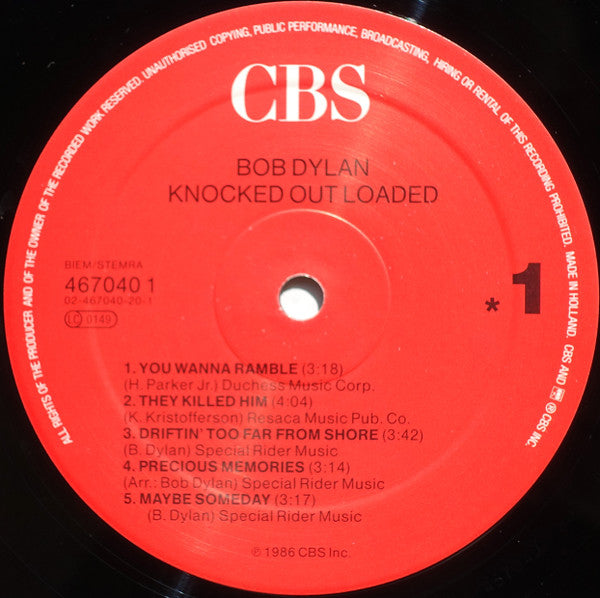 ALL RIGHTS OF THE PRODUCER AND OF THE OWNER OF THE RECORDED WORK RESERVED. UNAUTHORISED COPYING, PUBLIC PERFORMANCE, BROADCASTING, HIRING OR RENTAL OF THIS RECORDING PROHIBITED. MADE IN HOLLAND. CBS AND ℗ © CBS INC.
CBS
BOB DYLAN
KNOCKED OUT LOADED
BIEM/STEMRA
467040 1
02-467040-20-1
LC 0149
* 1
1. YOU WANNA RAMBLE (3:18)
(H. Parker Jr.) Duchess Music Corp.
2. THEY KILLED HIM (4:04)
(K. Kristofferson) Resaca Music Pub. Co.
3. DRIFTIN' TOO FAR FROM SHORE (3:42)
(B. Dylan) Special Rider Music
4. PRECIOUS MEMORIES (3:14)
(Arr.: Bob Dylan) Special Rider Music
5. MAYBE SOMEDAY (3:17)
(B. Dylan) Special Rider Music
℗ 1986 CBS Inc.